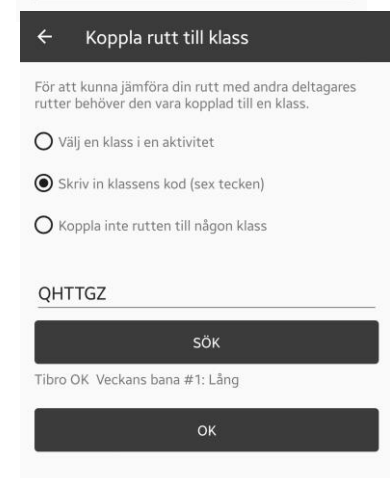 Koppla rutt till klass
För att kunna jämföra din rutt med andra deltagares
rutter behöver den vara kopplad till en klass.
Välj en klass i en aktivitet
Skriv in klassens kod (sex tecken)
Koppla inte rutten till någon klass
QHTTGZ
SÖK
Tibro OK  Veckans bana #1: Lång
OK